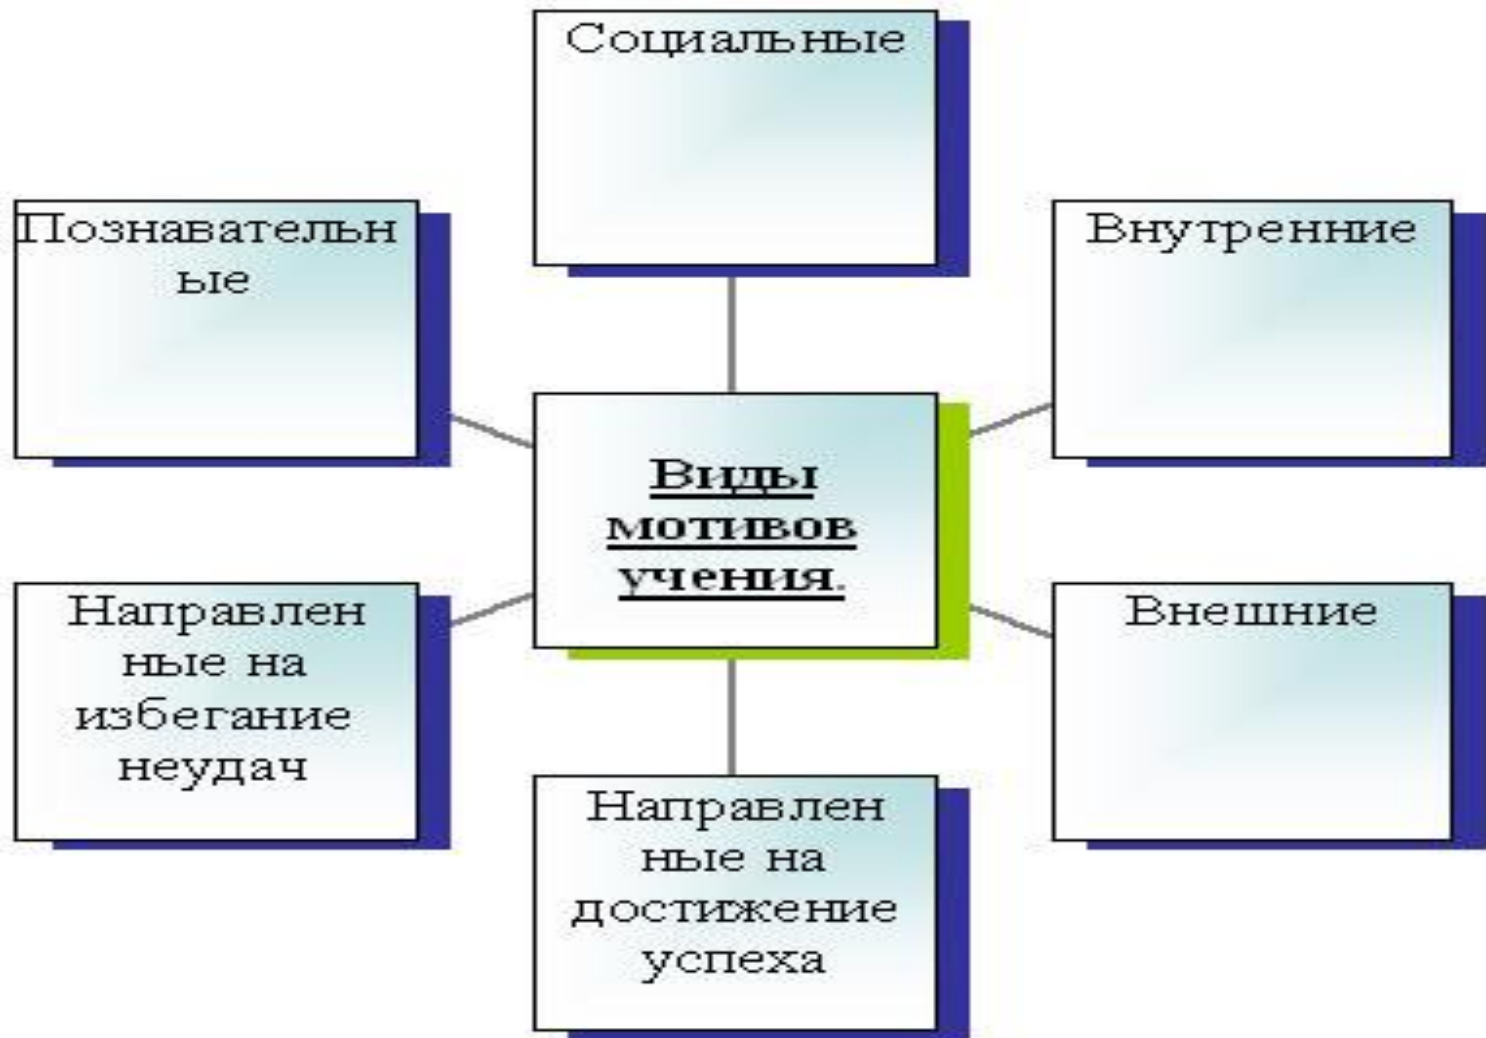 Социальные
Познавательн
ые
Внутренние
Виды
мотивов
учения.
Направлен
ные на
избегание
неудач
Внешние
Направлен
ные на
достижение
успеха